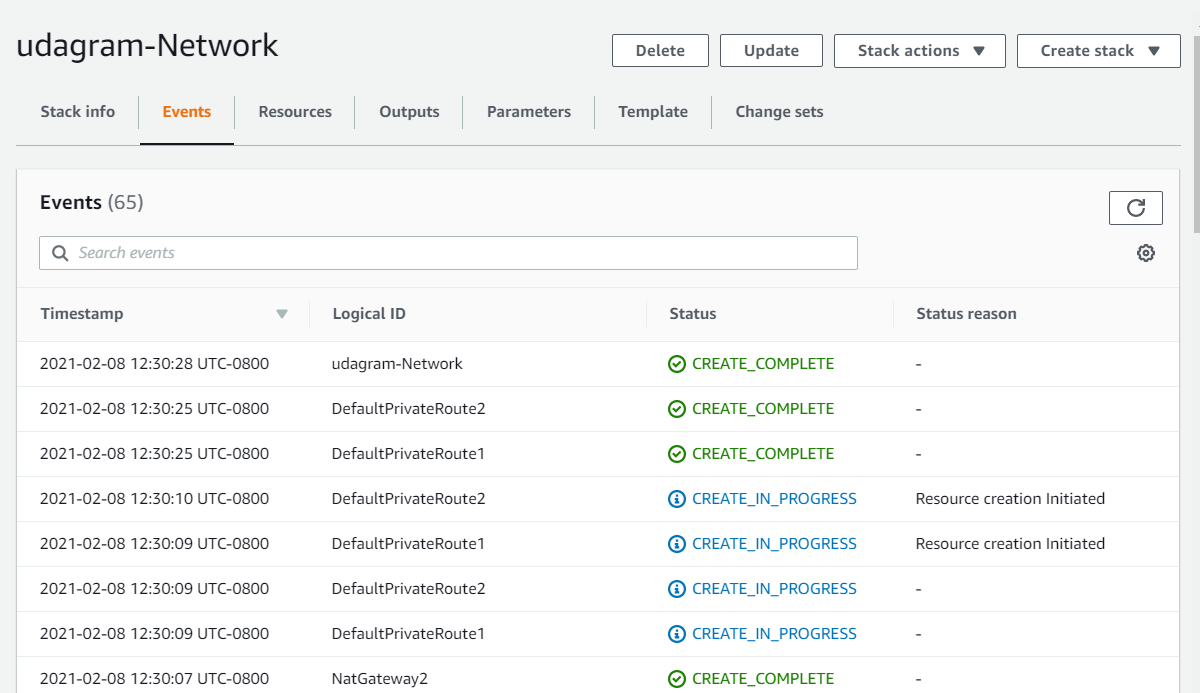 udagram-Network
Delete Update Stack actions Create stack
Stack info Events Resources Outputs Parameters Template Change sets
Events (65)
Search events
Timestamp Logical ID Status Status reason
2021-02-08 12:30:28 UTC-0800 udagram-Network CREATE_COMPLETE -
2021-02-08 12:30:25 UTC-0800 DefaultPrivateRoute2 CREATE_COMPLETE -
2021-02-08 12:30:25 UTC-0800 DefaultPrivateRoute1 CREATE_COMPLETE -
2021-02-08 12:30:10 UTC-0800 DefaultPrivateRoute2 CREATE_IN_PROGRESS Resource creation Initiated
2021-02-08 12:30:09 UTC-0800 DefaultPrivateRoute1 CREATE_IN_PROGRESS Resource creation Initiated
2021-02-08 12:30:09 UTC-0800 DefaultPrivateRoute2 CREATE_IN_PROGRESS -
2021-02-08 12:30:09 UTC-0800 DefaultPrivateRoute1 CREATE_IN_PROGRESS -
2021-02-08 12:30:07 UTC-0800 NatGateway2 CREATE_COMPLETE -